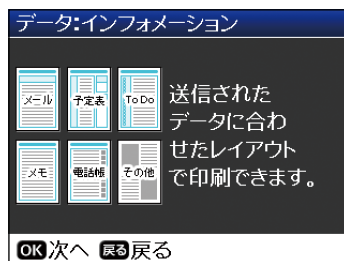 データ:インフォメーション
メール 予定表 ToDo
メモ 電話帳 その他
送信された
データに合わ
せたレイアウト
で印刷できます。
OK次へ 戻る戻る